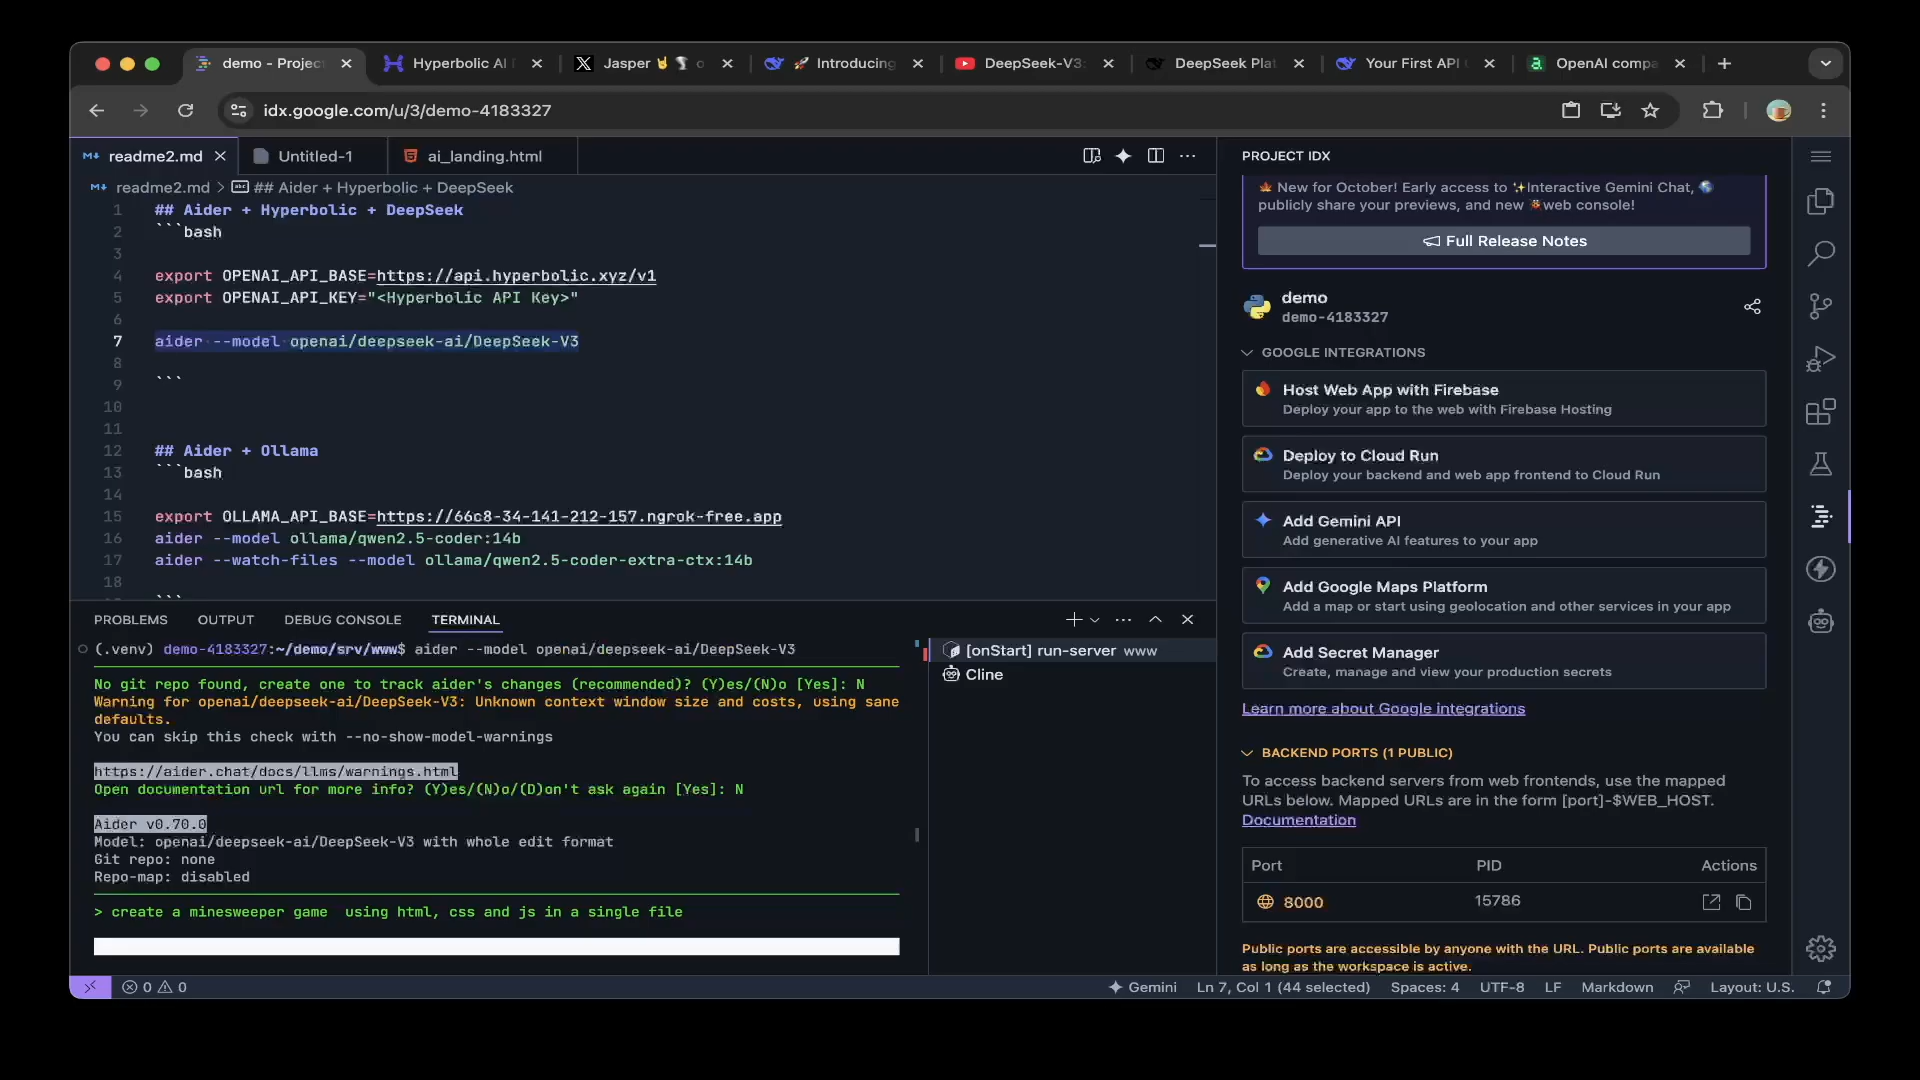 demo - Projec
Hyperbolic AI
Jasper
Introducing
DeepSeek-V3
DeepSeek Pla
Your First API
OpenAI compa
idx.google.com/u/3/demo-4183327
readme2.md
Untitled-1
ai_landing.html
readme2.md > ## Aider + Hyperbolic + DeepSeek
1 ## Aider + Hyperbolic + DeepSeek
2 ```bash
3
4 export OPENAI_API_BASE=https://api.hyperbolic.xyz/v1
5 export OPENAI_API_KEY="<Hyperbolic API Key>"
6
7 aider --model openai/deepseek-ai/DeepSeek-V3
8
9 ```
10
11
12 ## Aider + Ollama
13 ```bash
14
15 export OLLAMA_API_BASE=https://66c8-34-141-212-157.ngrok-free.app
16 aider --model ollama/qwen2.5-coder:14b
17 aider --watch-files --model ollama/qwen2.5-coder-extra-ctx:14b
18
```
PROBLEMS OUTPUT DEBUG CONSOLE TERMINAL
(.venv) demo-4183327:~/demo/srv/www$ aider --model openai/deepseek-ai/DeepSeek-V3
No git repo found, create one to track aider's changes (recommended)? (Y)es/(N)o [Yes]: N
Warning for openai/deepseek-ai/DeepSeek-V3: Unknown context window size and costs, using sane
defaults.
You can skip this check with --no-show-model-warnings
https://aider.chat/docs/llms/warnings.html
Open documentation url for more info? (Y)es/(N)o/(D)on't ask again [Yes]: N
Aider v0.70.0
Model: openai/deepseek-ai/DeepSeek-V3 with whole edit format
Git repo: none
Repo-map: disabled
> create a minesweeper game  using html, css and js in a single file
[onStart] run-server www
Cline
PROJECT IDX
🍁 New for October! Early access to ✨Interactive Gemini Chat, 🌎
publicly share your previews, and new web console!
Full Release Notes
demo
demo-4183327
GOOGLE INTEGRATIONS
Host Web App with Firebase
Deploy your app to the web with Firebase Hosting
Deploy to Cloud Run
Deploy your backend and web app frontend to Cloud Run
Add Gemini API
Add generative AI features to your app
Add Google Maps Platform
Add a map or start using geolocation and other services in your app
Add Secret Manager
Create, manage and view your production secrets
Learn more about Google integrations
BACKEND PORTS (1 PUBLIC)
To access backend servers from web frontends, use the mapped
URLs below. Mapped URLs are in the form [port]-$WEB_HOST.
Documentation
Port PID Actions
8000 15786
Public ports are accessible by anyone with the URL. Public ports are available
as long as the workspace is active.
0 0
Gemini Ln 7, Col 1 (44 selected) Spaces: 4 UTF-8 LF Markdown Layout: U.S.